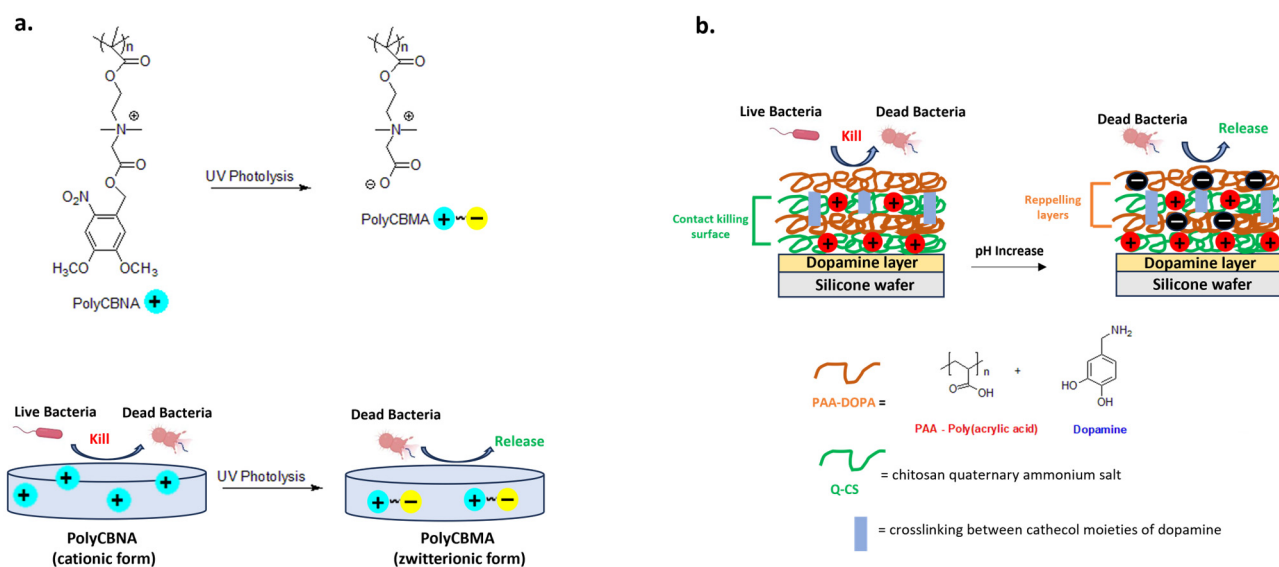 a.
n
O
O
⊕
N
O
O
NO₂
OCH₃
OCH₃
PolyCBNA +
UV Photolysis
n
O
O
⊕
N
O
O
⊖
PolyCBMA + −
Live Bacteria
Kill
Dead Bacteria
+ + + +
UV Photolysis
Dead Bacteria
Release
+ − + −
PolyCBNA
(cationic form)
PolyCBMA
(zwitterionic form)
b.
Live Bacteria
Kill
Dead Bacteria
Contact killing
surface
+ +
+ + +
Dopamine layer
Silicone wafer
pH Increase
Dead Bacteria
Release
Reppelling
layers
− − −
+ +
− −
+ + + +
Dopamine layer
Silicone wafer
PAA-DOPA =
n
O
OH
PAA - Poly(acrylic acid)
+
NH₂
HO
OH
Dopamine
Q-CS
= chitosan quaternary ammonium salt
= crosslinking between cathecol moieties of dopamine